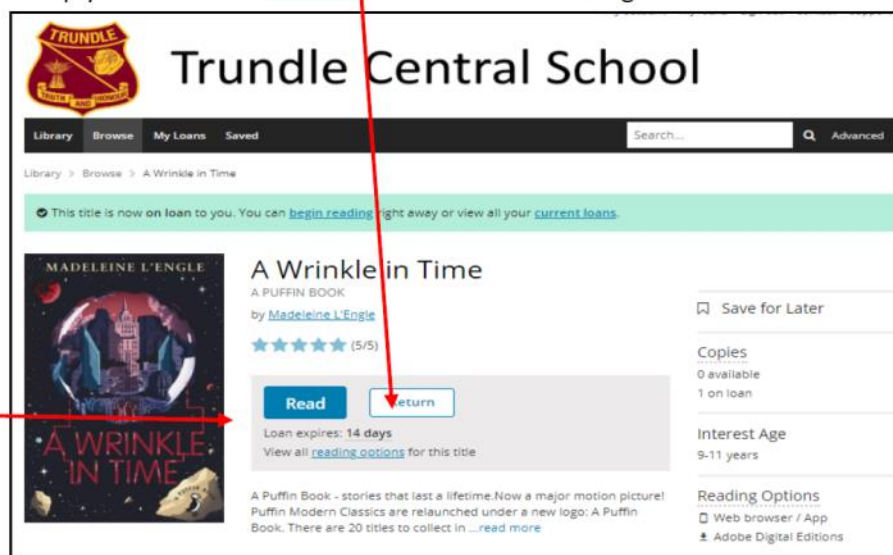 TRUNDLE
TRUTH AND HONOUR
Trundle Central School
Library Browse My Loans Saved Search... Advanced
Library > Browse > A Wrinkle in Time
This title is now on loan to you. You can begin reading right away or view all your current loans.
MADELEINE L'ENGLE
A WRINKLE
IN TIME
A Wrinkle in Time
A PUFFIN BOOK
by Madeleine L'Engle
(5/5)
Read Return
Loan expires: 14 days
View all reading options for this title
A Puffin Book - stories that last a lifetime.Now a major motion picture!
Puffin Modern Classics are relaunched under a new logo: A Puffin
Book. There are 20 titles to collect in ...read more
Save for Later
Copies
0 available
1 on loan
Interest Age
9-11 years
Reading Options
Web browser / App
Adobe Digital Editions